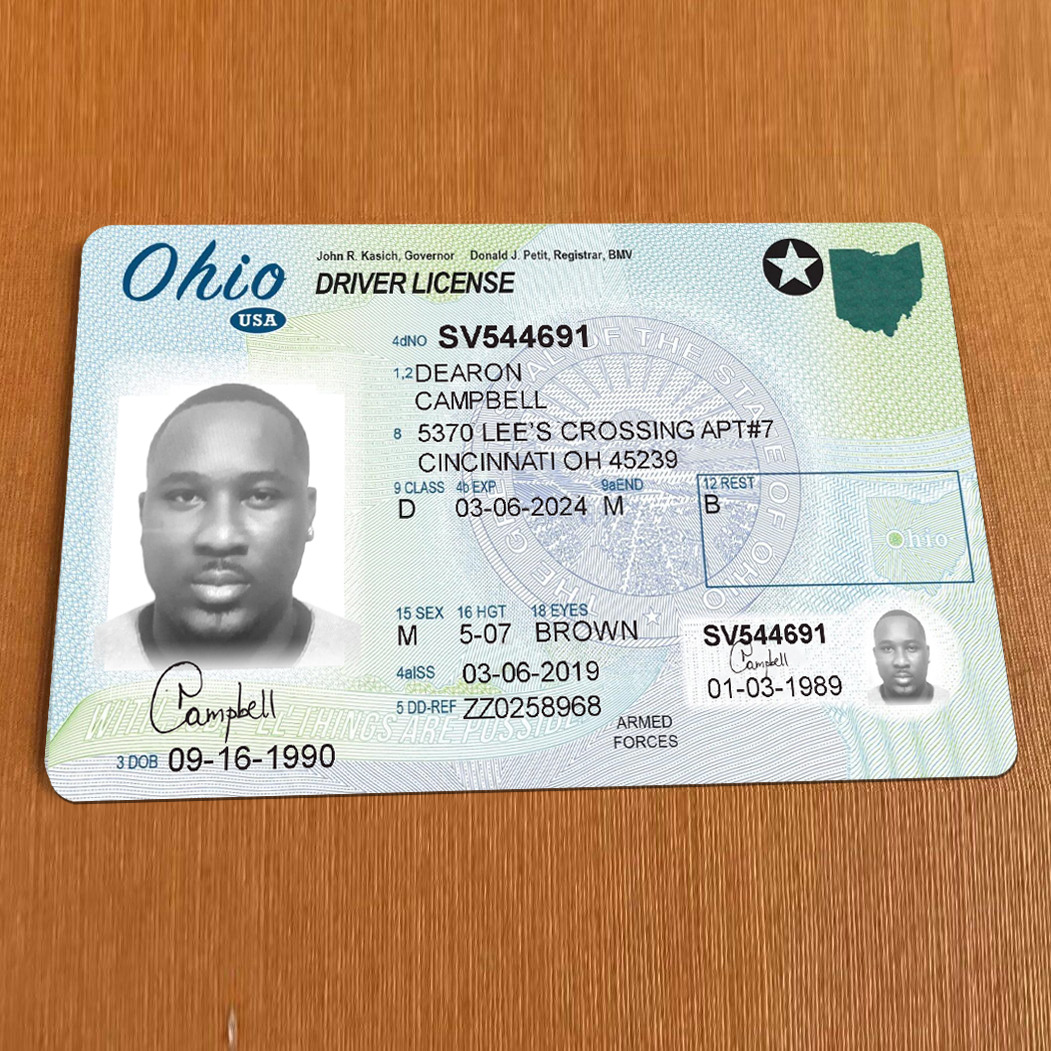 Ohio
USA
John R. Kasich, Governor Donald J. Petit, Registrar, BMV
DRIVER LICENSE
4dNO SV544691
1,2 DEARON
CAMPBELL
8 5370 LEE'S CROSSING APT#7
CINCINNATI OH 45239
9 CLASS 4b EXP 9aEND 12 REST
D 03-06-2024 M B
Ohio
15 SEX 16 HGT 18 EYES
M 5-07 BROWN
4aISS 03-06-2019
5 DD-REF ZZ0258968
ARMED
FORCES
SV544691
Campbell
01-03-1989
Campbell
3 DOB 09-16-1990
THE GREAT SEAL OF THE STATE OF OHIO
THINGS ARE